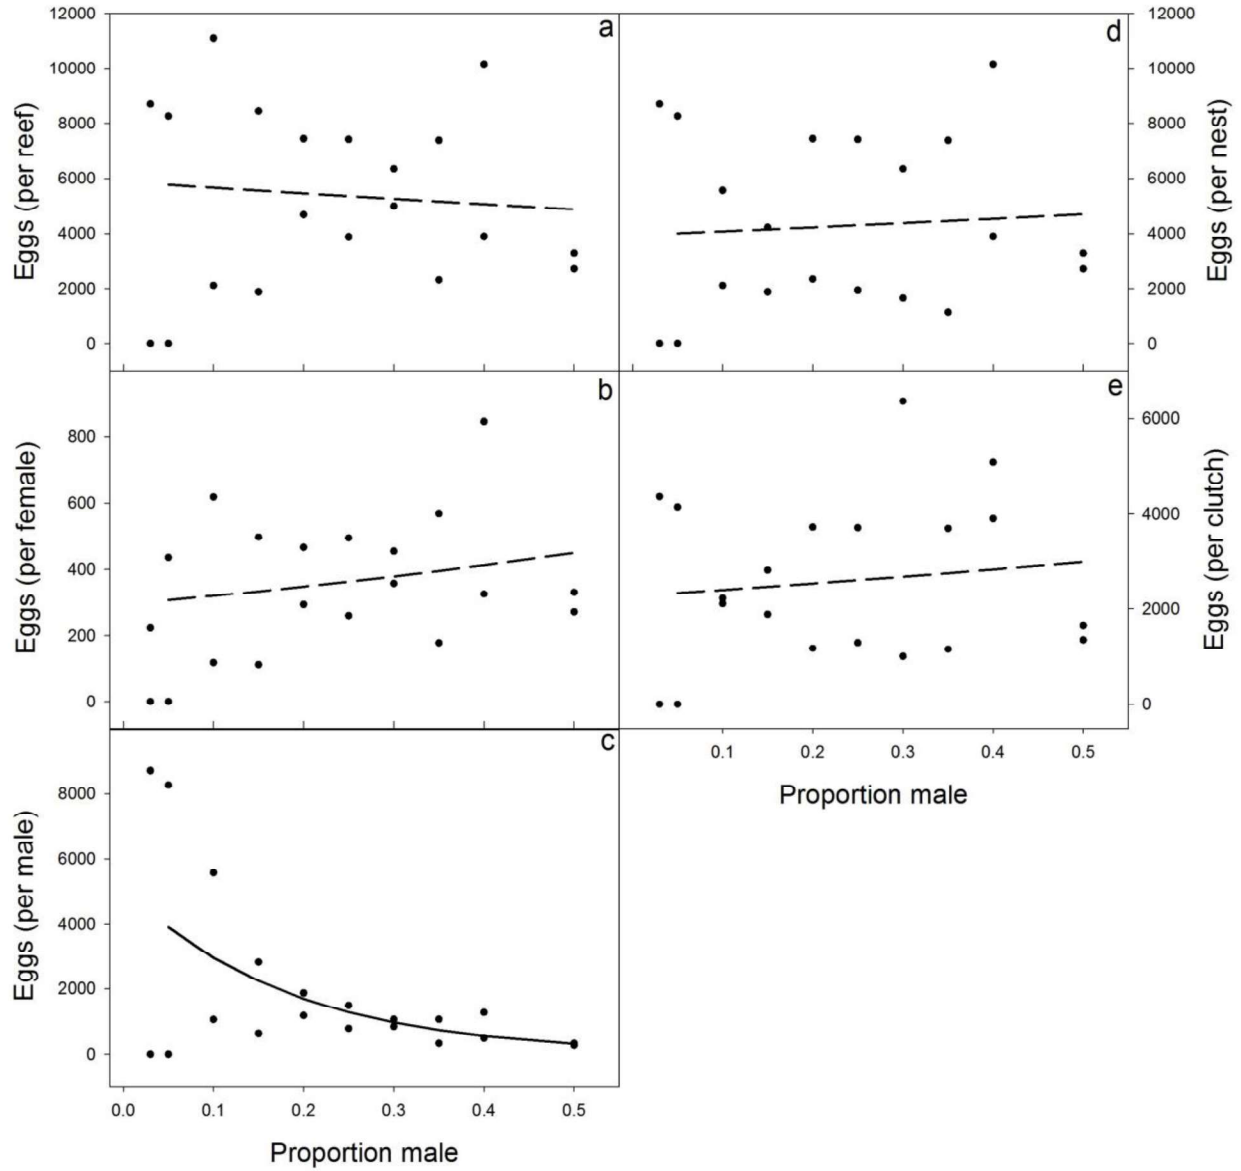 12000
10000
8000
6000
4000
2000
0
Eggs (per reef)
a
12000
10000
8000
6000
4000
2000
0
Eggs (per nest)
d
800
600
400
200
0
Eggs (per female)
b
6000
4000
2000
0
Eggs (per clutch)
e
0.1 0.2 0.3 0.4 0.5
Proportion male
8000
6000
4000
2000
0
Eggs (per male)
c
0.0 0.1 0.2 0.3 0.4 0.5
Proportion male